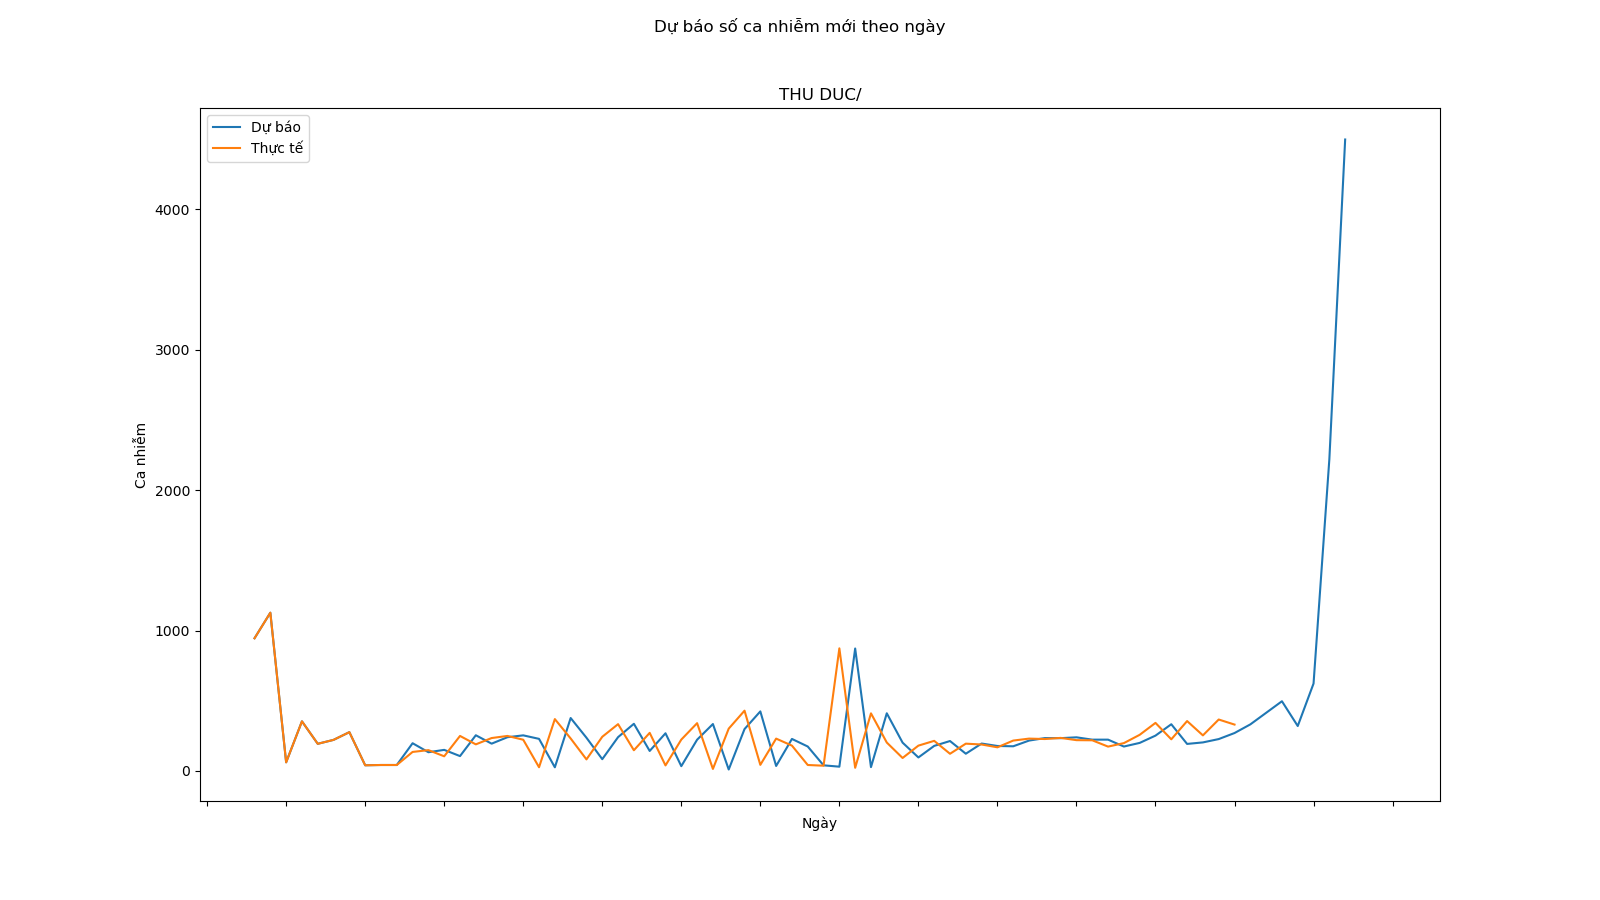 Dự báo số ca nhiễm mới theo ngày
THU DUC/
Dự báo
Thực tế
4000
3000
2000
1000
0
Ca nhiễm
Ngày